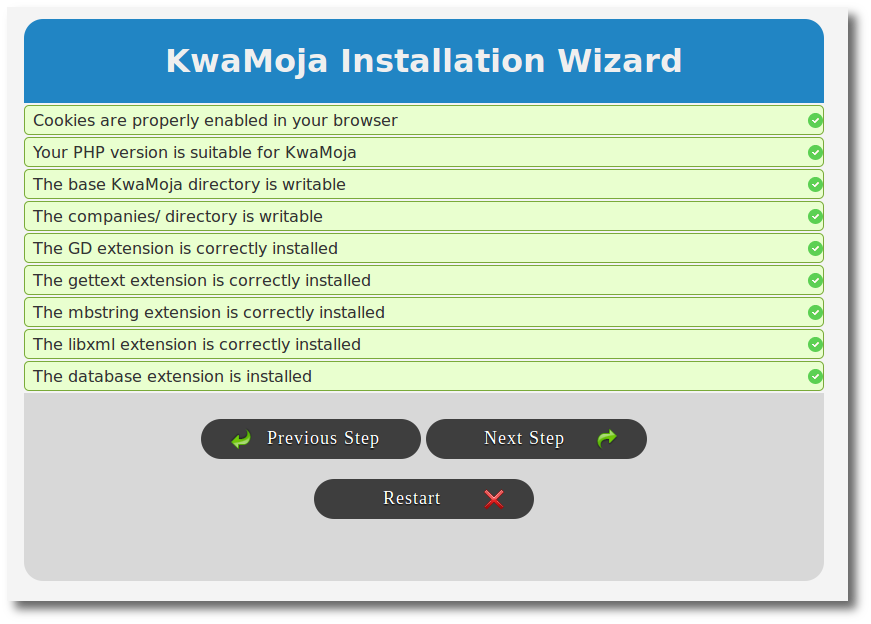 KwaMoja Installation Wizard
Cookies are properly enabled in your browser
Your PHP version is suitable for KwaMoja
The base KwaMoja directory is writable
The companies/ directory is writable
The GD extension is correctly installed
The gettext extension is correctly installed
The mbstring extension is correctly installed
The libxml extension is correctly installed
The database extension is installed
Previous Step
Next Step
Restart